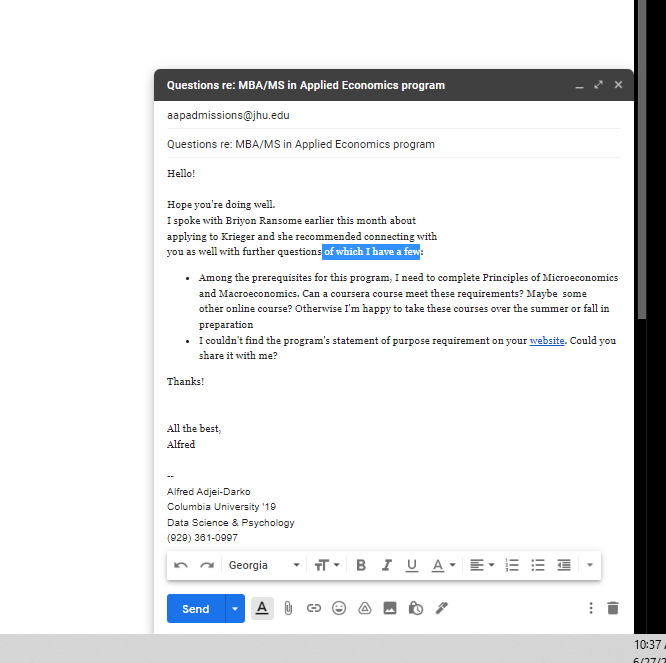 Questions re: MBA/MS in Applied Economics program
aapadmissions@jhu.edu
Questions re: MBA/MS in Applied Economics program
Hello!
Hope you're doing well.
I spoke with Briyon Ransome earlier this month about
applying to Krieger and she recommended connecting with
you as well with further questions of which I have a few:
• Among the prerequisites for this program, I need to complete Principles of Microeconomics
and Macroeconomics. Can a coursera course meet these requirements? Maybe some
other online course? Otherwise I'm happy to take these courses over the summer or fall in
preparation
• I couldn't find the program's statement of purpose requirement on your website. Could you
share it with me?
Thanks!
All the best,
Alfred
--
Alfred Adjei-Darko
Columbia University '19
Data Science & Psychology
(929) 361-0997
Georgia
Send
10:37